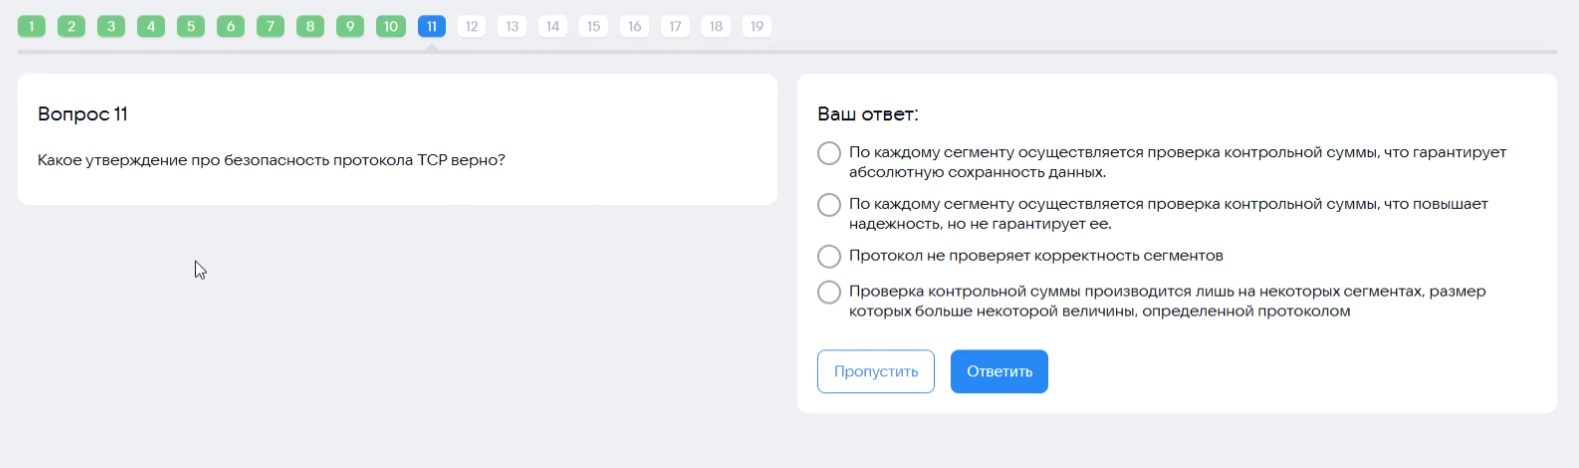 1 2 3 4 5 6 7 8 9 10 11 12 13 14 15 16 17 18 19
Вопрос 11
Какое утверждение про безопасность протокола TCP верно?
Ваш ответ:
По каждому сегменту осуществляется проверка контрольной суммы, что гарантирует
абсолютную сохранность данных.
По каждому сегменту осуществляется проверка контрольной суммы, что повышает
надежность, но не гарантирует ее.
Протокол не проверяет корректность сегментов
Проверка контрольной суммы производится лишь на некоторых сегментах, размер
которых больше некоторой величины, определенной протоколом
Пропустить Ответить